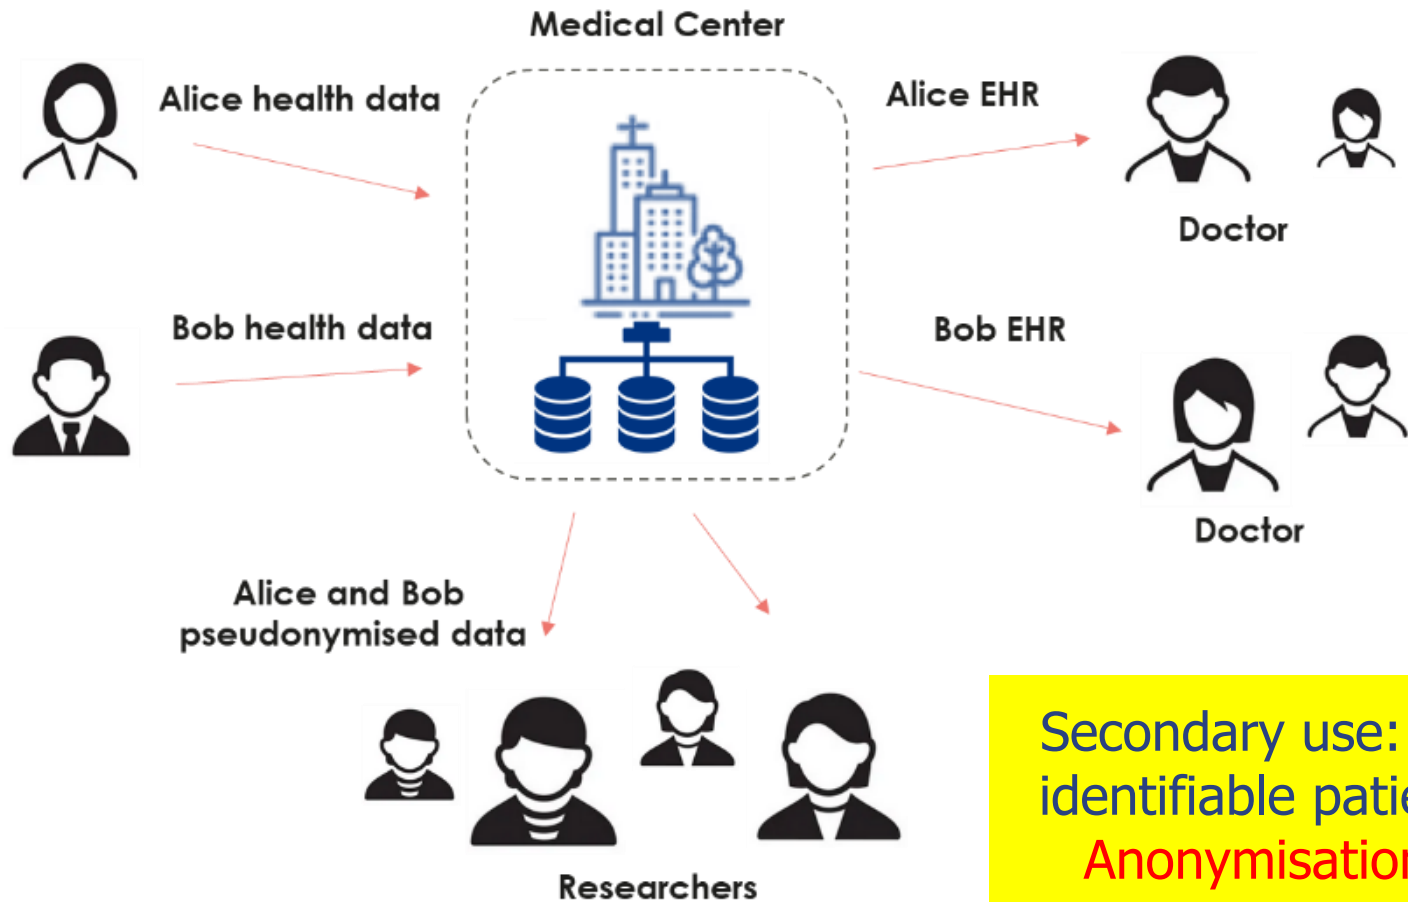 Medical Center
Alice health data
Alice EHR
Doctor
Bob health data
Bob EHR
Doctor
Alice and Bob
pseudonymised data
Researchers
Secondary use:
identifiable
Anonymisation